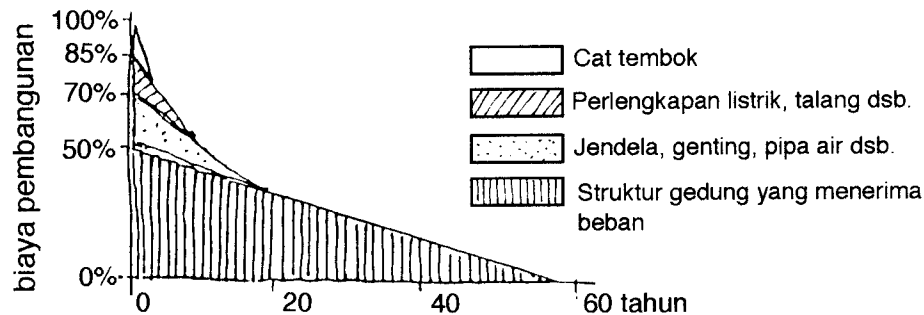 biaya pembangunan
100%
85%
70%
50%
0%
0
20
40
60 tahun
Cat tembok
Perlengkapan listrik, talang dsb.
Jendela, genting, pipa air dsb.
Struktur gedung yang menerima
beban